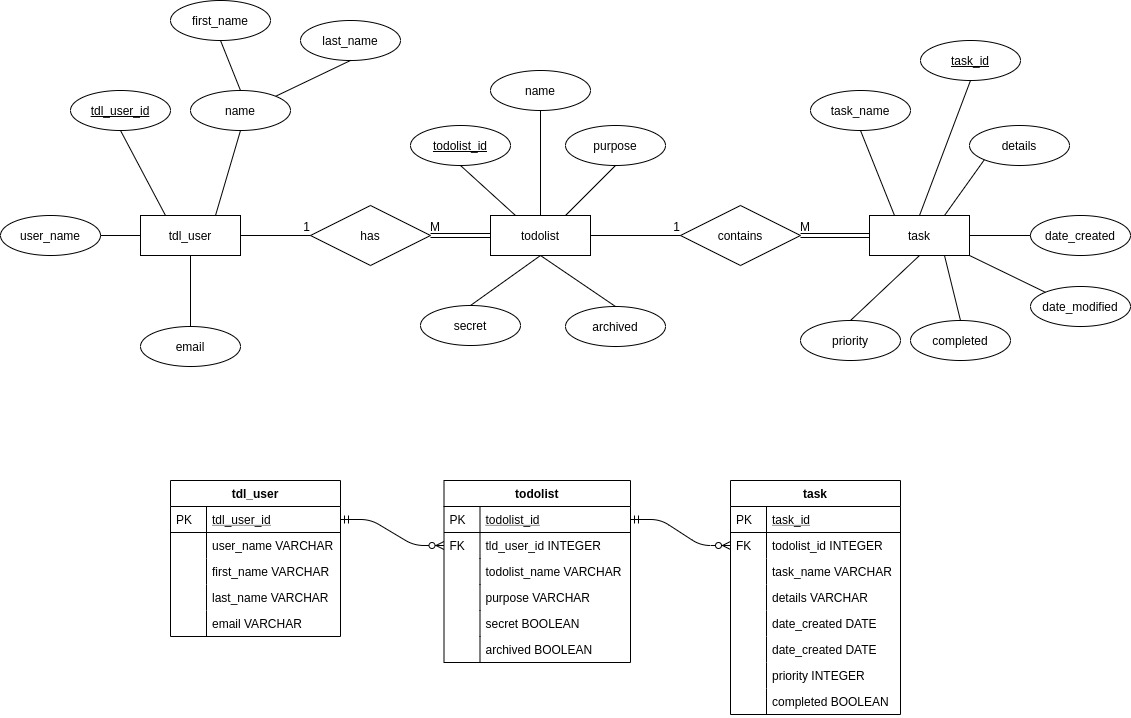 first_name
last_name
name
tdl_user_id
user_name
tdl_user
email
1
has
M
name
todolist_id
purpose
todolist
secret
archived
1
contains
M
task_id
task_name
details
task
date_created
date_modified
priority
completed
tdl_user
PK tdl_user_id
user_name VARCHAR
first_name VARCHAR
last_name VARCHAR
email VARCHAR
todolist
PK todolist_id
FK tld_user_id INTEGER
todolist_name VARCHAR
purpose VARCHAR
secret BOOLEAN
archived BOOLEAN
task
PK task_id
FK todolist_id INTEGER
task_name VARCHAR
details VARCHAR
date_created DATE
date_created DATE
priority INTEGER
completed BOOLEAN